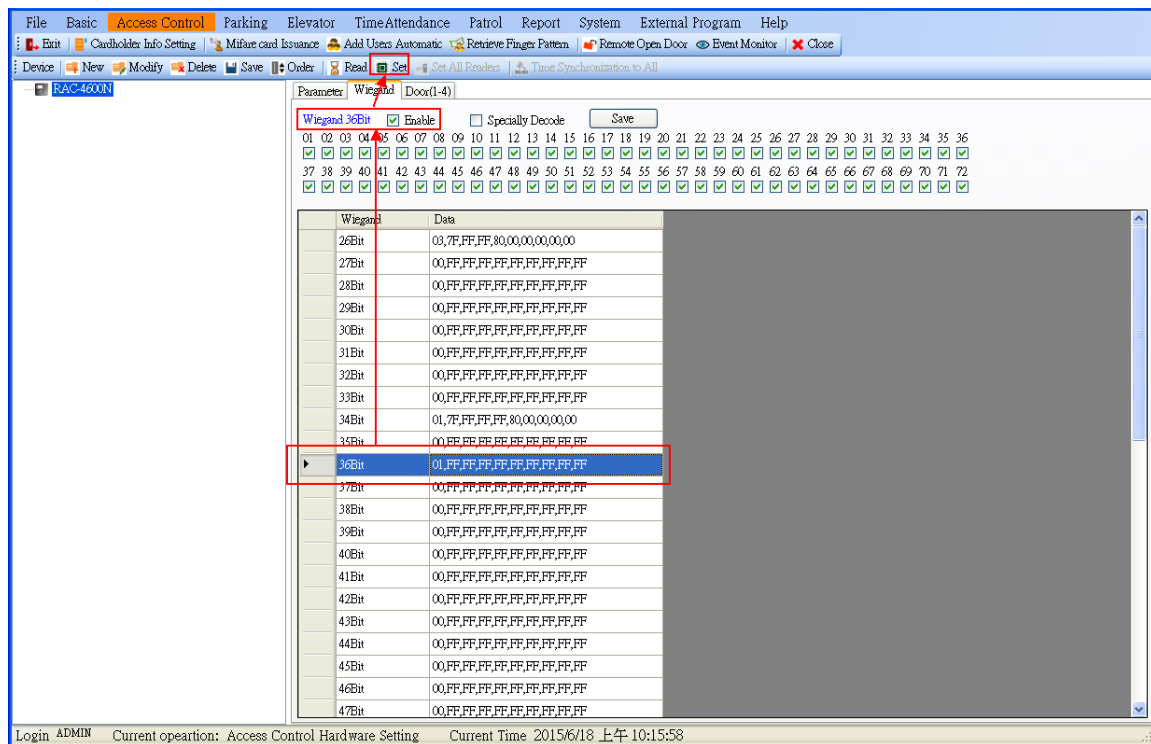 File Basic Access Control Parking Elevator TimeAttendance Patrol Report System External Program Help
Exit Cardholder Info Setting Mifare card Issuance Add Users Automatic Retrieve Finger Pattern Remote Open Door Event Monitor Close
Device New Modify Delete Save Order Read Set Set All Readers Time Synchronization to All
RAC-4600N
Parameter Wiegand Door(1-4)
Wiegand 36Bit Enable Specially Decode Save
01 02 03 04 05 06 07 08 09 10 11 12 13 14 15 16 17 18 19 20 21 22 23 24 25 26 27 28 29 30 31 32 33 34 35 36
37 38 39 40 41 42 43 44 45 46 47 48 49 50 51 52 53 54 55 56 57 58 59 60 61 62 63 64 65 66 67 68 69 70 71 72
Wiegand Data
26Bit 03,7F,FF,FF,80,00,00,00,00,00
27Bit 00,FF,FF,FF,FF,FF,FF,FF,FF,FF
28Bit 00,FF,FF,FF,FF,FF,FF,FF,FF,FF
29Bit 00,FF,FF,FF,FF,FF,FF,FF,FF,FF
30Bit 00,FF,FF,FF,FF,FF,FF,FF,FF,FF
31Bit 00,FF,FF,FF,FF,FF,FF,FF,FF,FF
32Bit 00,FF,FF,FF,FF,FF,FF,FF,FF,FF
33Bit 00,FF,FF,FF,FF,FF,FF,FF,FF,FF
34Bit 01,7F,FF,FF,FF,80,00,00,00,00
35Bit 00,FF,FF,FF,FF,FF,FF,FF,FF,FF
36Bit 01,FF,FF,FF,FF,FF,FF,FF,FF,FF
37Bit 00,FF,FF,FF,FF,FF,FF,FF,FF,FF
38Bit 00,FF,FF,FF,FF,FF,FF,FF,FF,FF
39Bit 00,FF,FF,FF,FF,FF,FF,FF,FF,FF
40Bit 00,FF,FF,FF,FF,FF,FF,FF,FF,FF
41Bit 00,FF,FF,FF,FF,FF,FF,FF,FF,FF
42Bit 00,FF,FF,FF,FF,FF,FF,FF,FF,FF
43Bit 00,FF,FF,FF,FF,FF,FF,FF,FF,FF
44Bit 00,FF,FF,FF,FF,FF,FF,FF,FF,FF
45Bit 00,FF,FF,FF,FF,FF,FF,FF,FF,FF
46Bit 00,FF,FF,FF,FF,FF,FF,FF,FF,FF
47Bit 00,FF,FF,FF,FF,FF,FF,FF,FF,FF
Login ADMIN Current opeartion: Access Control Hardware Setting Current Time 2015/6/18 上午 10:15:58